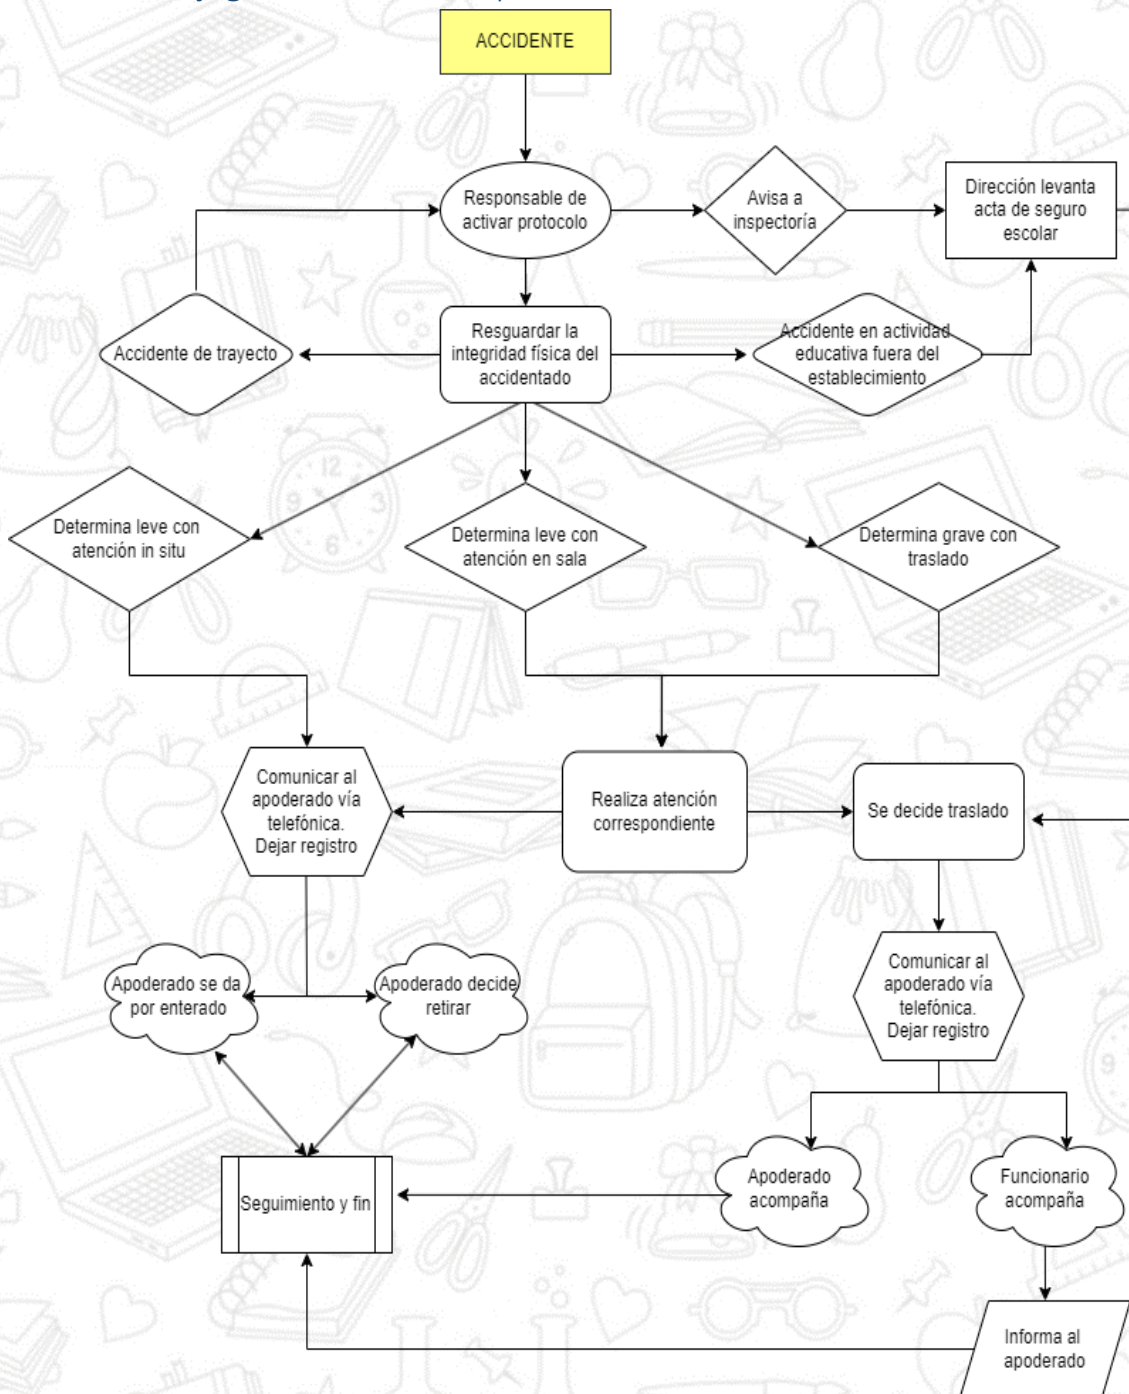 ACCIDENTE
Responsable de
activar protocolo
Avisa a
inspectoría
Dirección levanta
acta de seguro
escolar
Accidente de trayecto
Resguardar la
integridad física del
accidentado
Accidente en actividad
educativa fuera del
establecimiento
Determina leve con
atención in situ
Determina leve con
atención en sala
Determina grave con
traslado
Comunicar al
apoderado vía
telefónica.
Dejar registro
Realiza atención
correspondiente
Se decide traslado
Apoderado se da
por enterado
Apoderado decide
retirar
Comunicar al
apoderado vía
telefónica.
Dejar registro
Seguimiento y fin
Apoderado
acompaña
Funcionario
acompaña
Informa al
apoderado